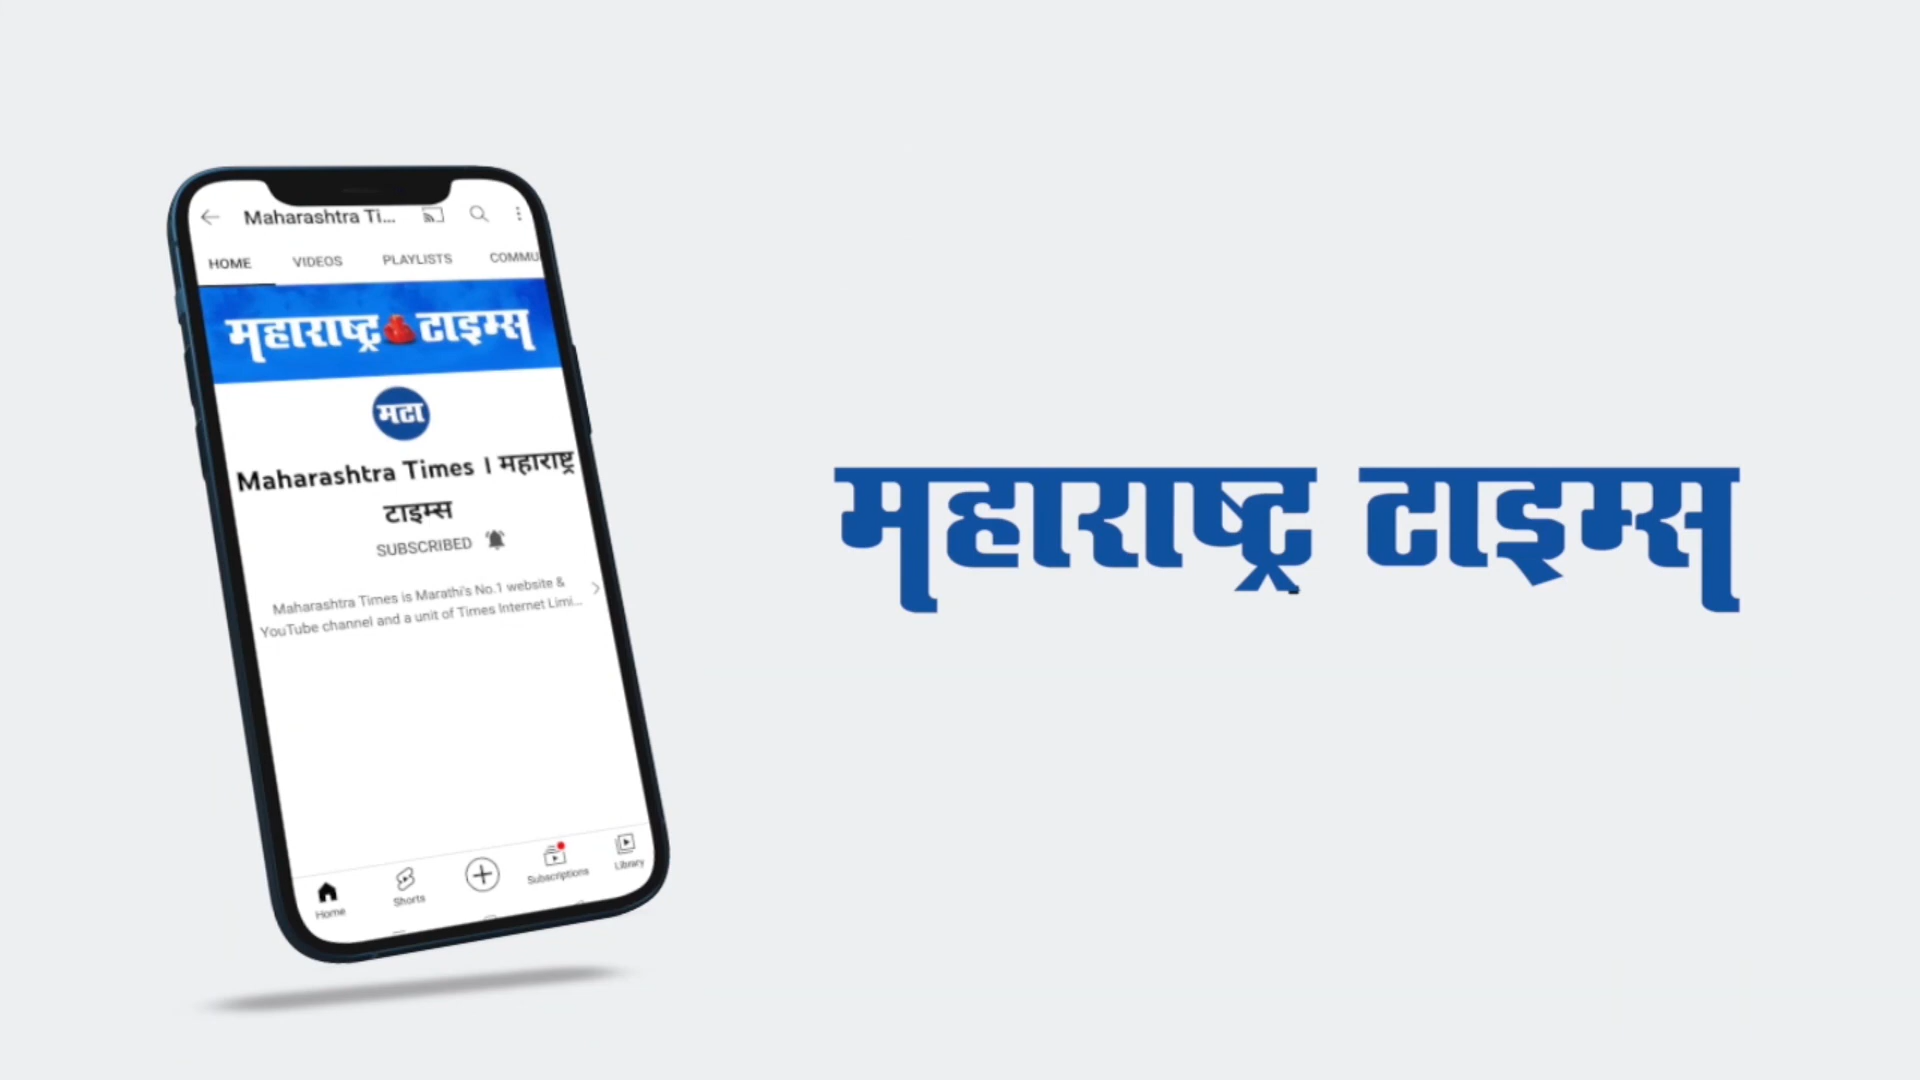 Maharashtra Ti...
HOME VIDEOS PLAYLISTS COMMU
महाराष्ट्र टाइम्स
मटा
Maharashtra Times । महाराष्ट्र
टाइम्स
SUBSCRIBED
Maharashtra Times is Marathi's No.1 website &
YouTube channel and a unit of Times Internet Limi...
Home Shorts Subscriptions Library
महाराष्ट्र टाइम्स